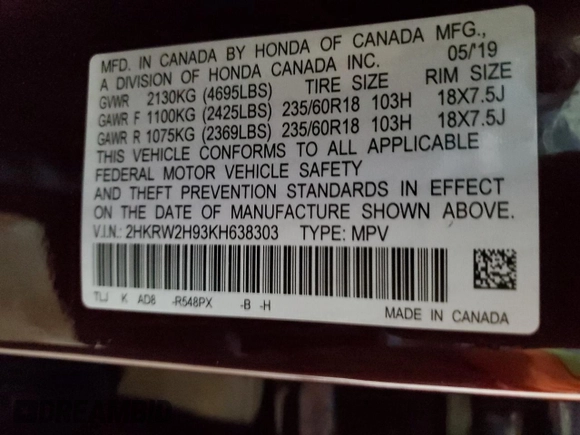 MFD. IN CANADA BY HONDA OF CANADA MFG.,
A DIVISION OF HONDA CANADA INC. 05/'19
GVWR 2130KG (4695LBS) TIRE SIZE RIM SIZE
GAWR F 1100KG (2425LBS) 235/60R18 103H 18X7.5J
GAWR R 1075KG (2369LBS) 235/60R18 103H 18X7.5J
THIS VEHICLE CONFORMS TO ALL APPLICABLE
FEDERAL MOTOR VEHICLE SAFETY
AND THEFT PREVENTION STANDARDS IN EFFECT
ON THE DATE OF MANUFACTURE SHOWN ABOVE.
V.I.N.: 2HKRW2H93KH638303 TYPE: MPV
TLJ K AD8 -R548PX -B -H
MADE IN CANADA
DREAMBID